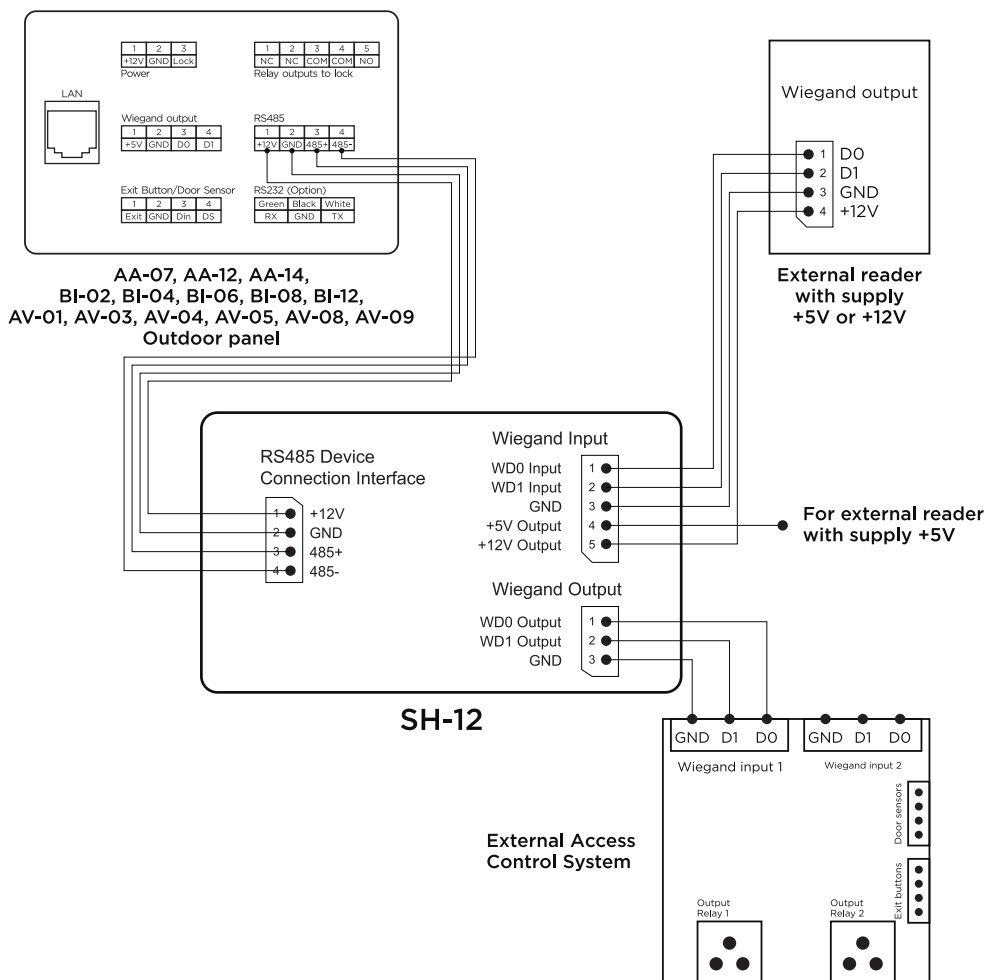 1 2 3
+12V GND Lock
Power
1 2 3 4 5
NC NC COM COM NO
Relay outputs to lock
LAN
Wiegand output
1 2 3 4
+5V GND D0 D1
RS485
1 2 3 4
+12V GND 485+ 485-
Exit Button/Door Sensor
1 2 3 4
Exit GND Din DS
RS232 (Option)
Green Black White
RX GND TX
AA-07, AA-12, AA-14,
BI-02, BI-04, BI-06, BI-08, BI-12,
AV-01, AV-03, AV-04, AV-05, AV-08, AV-09
Outdoor panel
Wiegand output
1 D0
2 D1
3 GND
4 +12V
External reader
with supply
+5V or +12V
RS485 Device
Connection Interface
1 +12V
2 GND
3 485+
4 485-
Wiegand Input
WD0 Input 1
WD1 Input 2
GND 3
+5V Output 4
+12V Output 5
For external reader
with supply +5V
Wiegand Output
WD0 Output 1
WD1 Output 2
GND 3
SH-12
GND D1 D0
Wiegand input 1
GND D1 D0
Wiegand input 2
Door sensors
Exit buttons
External Access
Control System
Output
Relay 1
Output
Relay 2